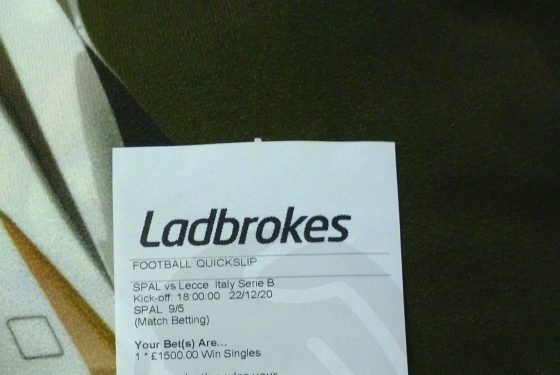 Ladbrokes
FOOTBALL QUICKSLIP
SPAL vs Lecce Italy Serie B
Kick-off: 18:00:00 22/12/20
SPAL 9/5
(Match Betting)
Your Bet(s) Are...
1 * £1500.00 Win Singles